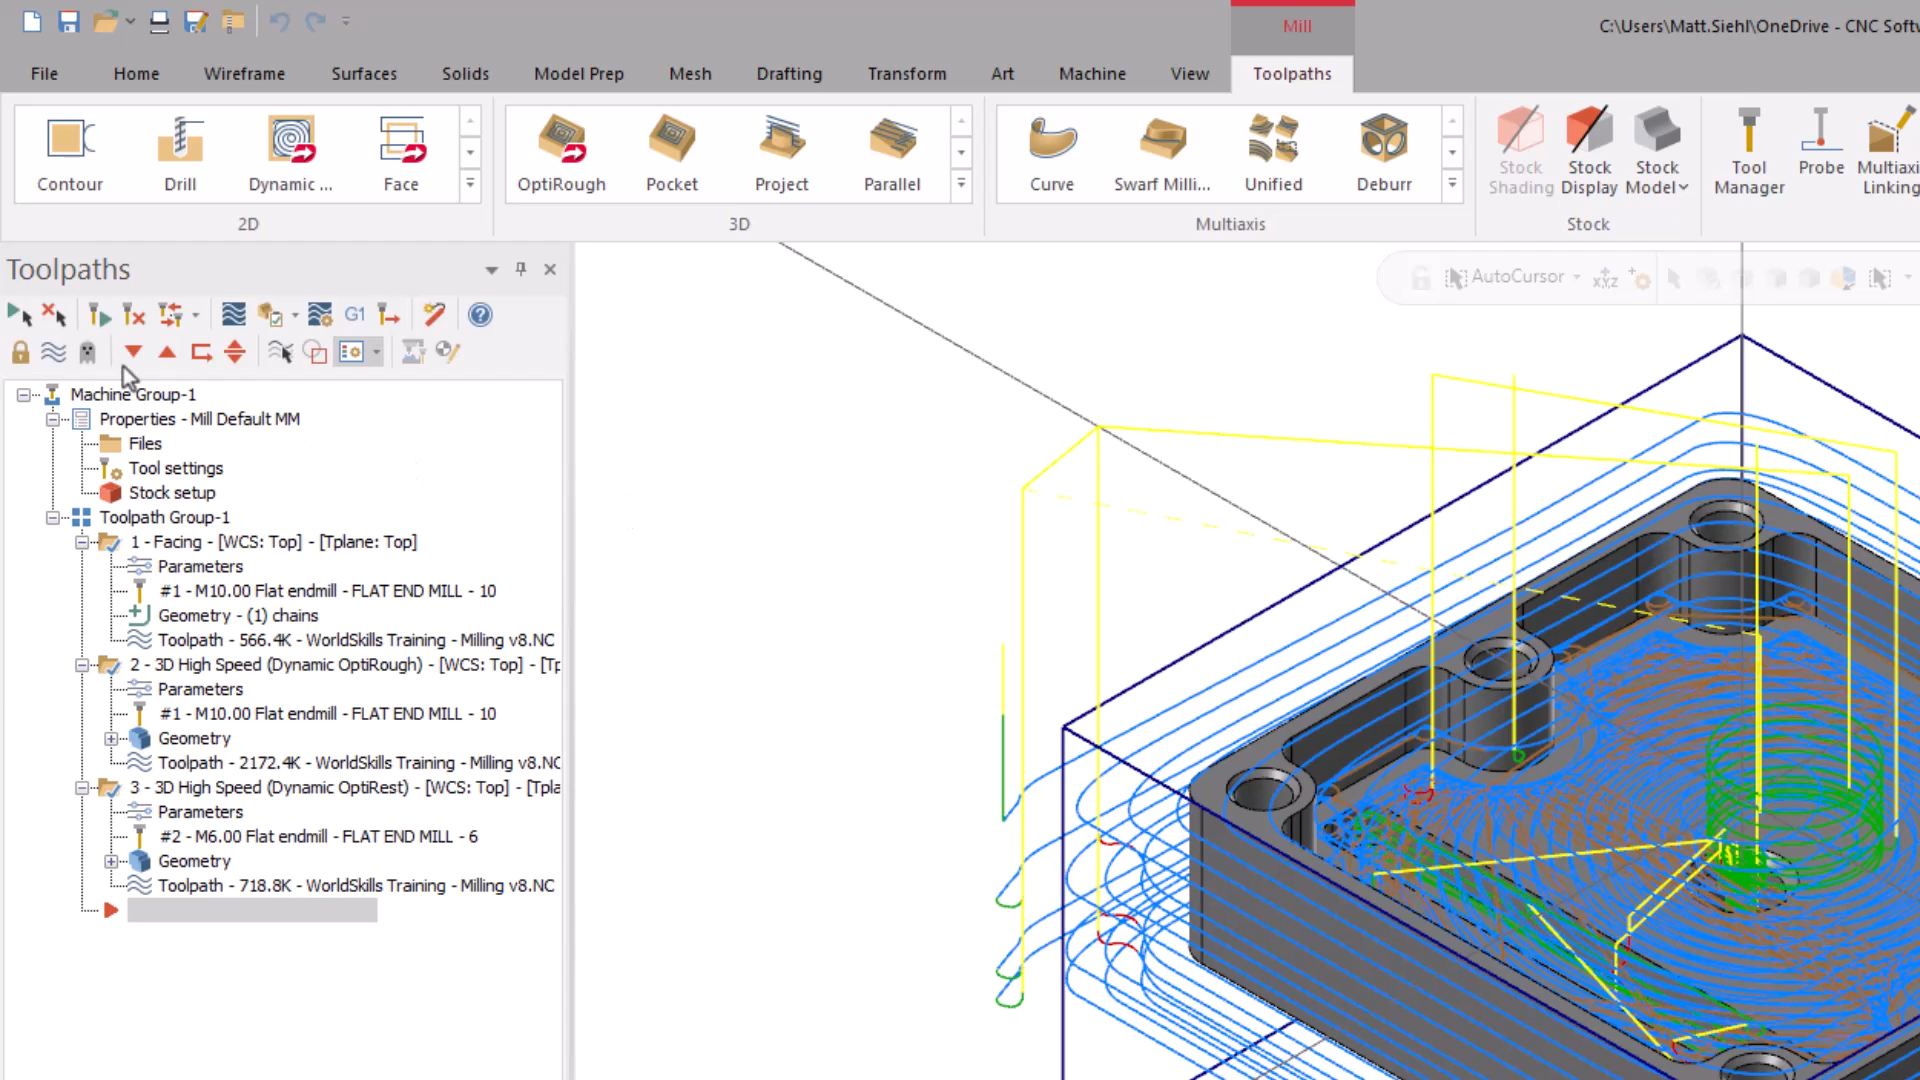 Mill
C:\Users\Matt.Siehl\OneDrive - CNC Softw
File Home Wireframe Surfaces Solids Model Prep Mesh Drafting Transform Art Machine View Toolpaths
Contour Drill Dynamic ... Face
2D
OptiRough Pocket Project Parallel
3D
Curve Swarf Milli... Unified Deburr
Multiaxis
Stock Shading
Stock Display
Stock Model
Stock
Tool Manager
Probe
Multiaxi
Linking
Toolpaths
G1
AutoCursor
Machine Group-1
Properties - Mill Default MM
Files
Tool settings
Stock setup
Toolpath Group-1
1 - Facing - [WCS: Top] - [Tplane: Top]
Parameters
#1 - M10.00 Flat endmill - FLAT END MILL - 10
Geometry - (1) chains
Toolpath - 566.4K - WorldSkills Training - Milling v8.NC
2 - 3D High Speed (Dynamic OptiRough) - [WCS: Top] - [Tp
Parameters
#1 - M10.00 Flat endmill - FLAT END MILL - 10
Geometry
Toolpath - 2172.4K - WorldSkills Training - Milling v8.NC
3 - 3D High Speed (Dynamic OptiRest) - [WCS: Top] - [Tpla
Parameters
#2 - M6.00 Flat endmill - FLAT END MILL - 6
Geometry
Toolpath - 718.8K - WorldSkills Training - Milling v8.NC